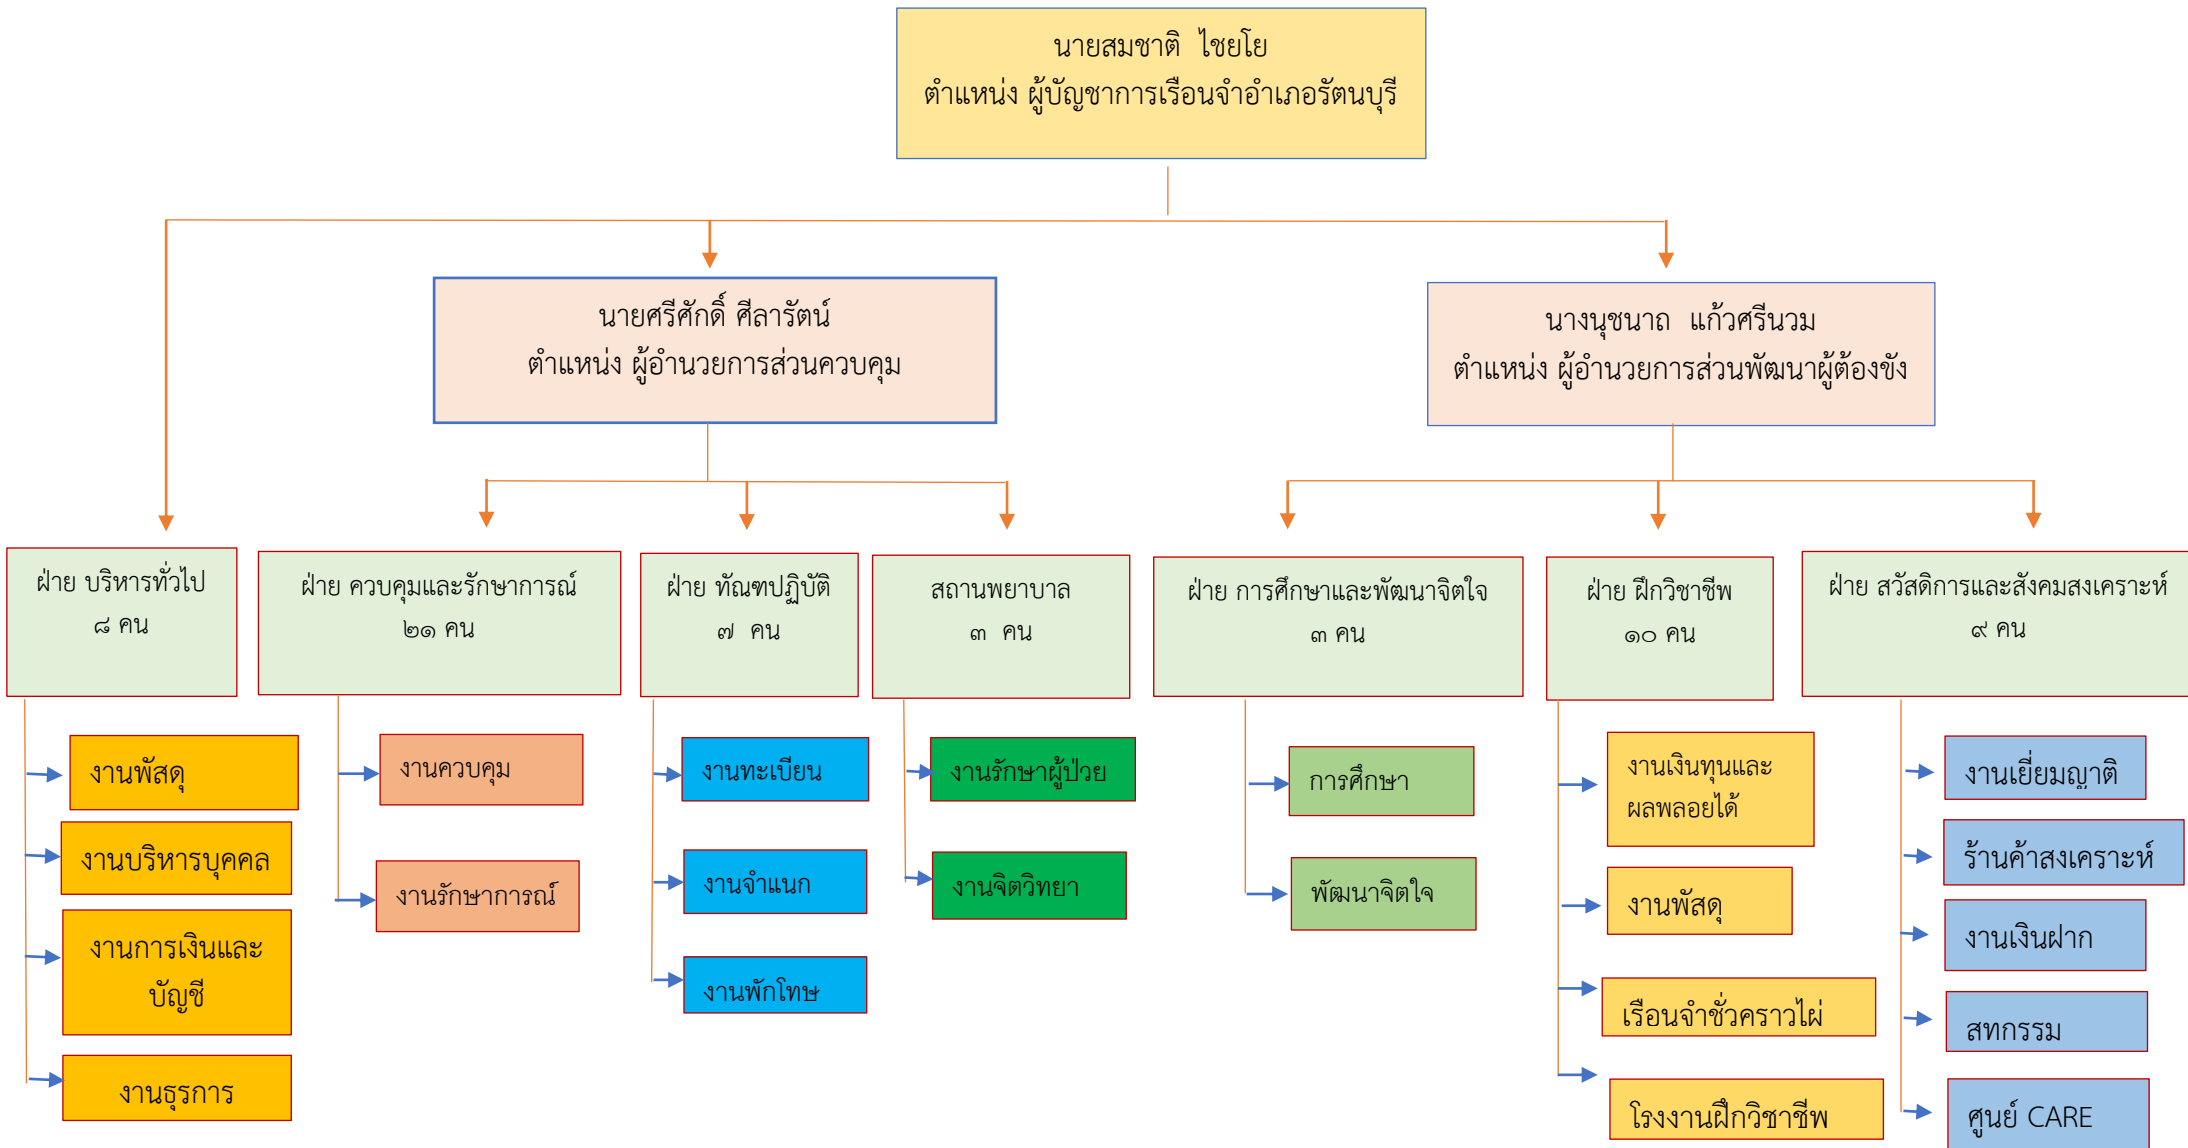 นายสมชาติ ไชยโย
ตำแหน่ง ผู้บัญชาการเรือนจำอำเภอรัตนบุรี
นายศรีศักดิ์ ศีลารัตน์
ตำแหน่ง ผู้อำนวยการส่วนควบคุม
นางนุชนาถ แก้วศรีนวม
ตำแหน่ง ผู้อำนวยการส่วนพัฒนาผู้ต้องขัง
ฝ่าย บริหารทั่วไป
๘ คน
ฝ่าย ควบคุมและรักษาการณ์
๒๑ คน
ฝ่าย ทัณฑปฏิบัติ
๗ คน
สถานพยาบาล
๓ คน
ฝ่าย การศึกษาและพัฒนาจิตใจ
๓ คน
ฝ่าย ฝึกวิชาชีพ
๑๐ คน
ฝ่าย สวัสดิการและสังคมสงเคราะห์
๙ คน
งานพัสดุ
งานบริหารบุคคล
งานการเงินและ
บัญชี
งานธุรการ
งานควบคุม
งานรักษาการณ์
งานทะเบียน
งานจำแนก
งานพักโทษ
งานรักษาผู้ป่วย
งานจิตวิทยา
การศึกษา
พัฒนาจิตใจ
งานเงินทุนและ
ผลพลอยได้
งานพัสดุ
เรือนจำชั่วคราวไผ่
โรงงานฝึกวิชาชีพ
งานเยี่ยมญาติ
ร้านค้าสงเคราะห์
งานเงินฝาก
สทกรรม
ศูนย์ CARE